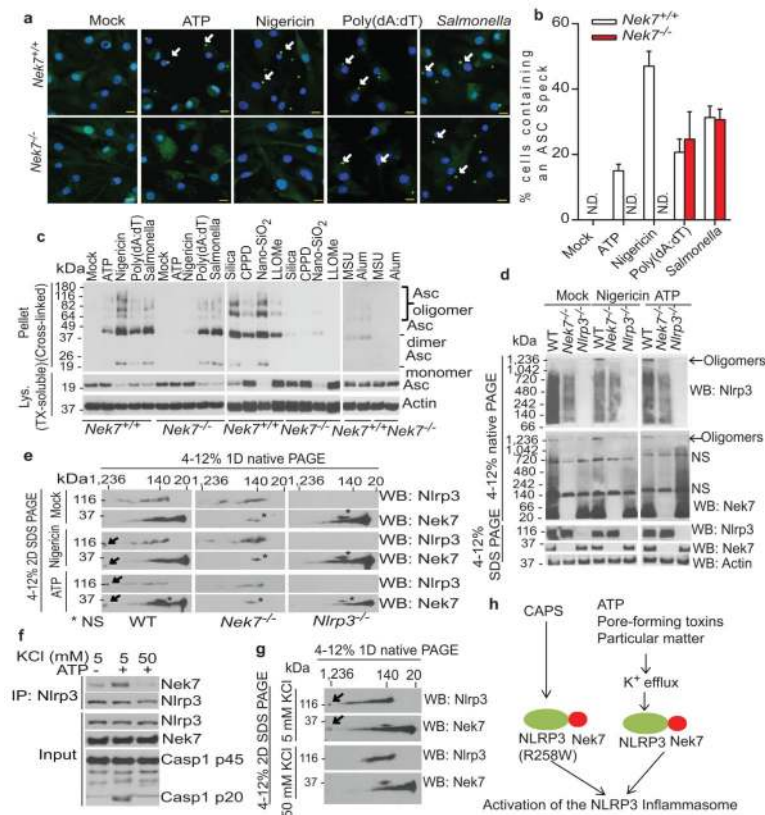 a
Mock
ATP
Nigericin
Poly(dA:dT)
Salmonella
Nek7+/+
Nek7-/-
b
Nek7+/+
Nek7-/-
% cells containing
an ASC Speck
60
40
20
0
N.D.
N.D.
N.D.
Mock
ATP
Nigericin
Poly(dA:dT)
Salmonella
c
kDa
Mock
ATP
Nigericin
Poly(dA:dT)
Salmonella
Mock
ATP
Nigericin
Poly(dA:dT)
Salmonella
Silica
CPPD
Nano-SiO2
LLOMe
Silica
CPPD
Nano-SiO2
LLOMe
MSU
Alum
MSU
Alum
Pellet
(Cross-linked)
180
120
80
64
49
37
26
19
Asc
oligomer
Asc
dimer
Asc
monomer
Lys.
(TX-soluble)
19
37
Asc
Actin
Nek7+/+
Nek7-/-
Nek7+/+
Nek7-/-
Nek7+/+
Nek7-/-
d
Mock Nigericin ATP
kDa
WT
Nek7-/-
Nlrp3-/-
WT
Nek7-/-
Nlrp3-/-
WT
Nek7-/-
Nlrp3-/-
4-12% native PAGE
1,236
1,042
720
480
242
140
66
Oligomers
WB: Nlrp3
1,236
1,042
720
480
242
140
66
20
Oligomers
NS
NS
WB: Nek7
4-12%
SDS PAGE
116
37
37
WB: Nlrp3
WB: Nek7
WB: Actin
e
4-12% 1D native PAGE
kDa
1,236
140 20
140 20
140 20
4-12% 2D SDS PAGE
Mock
116
WB: Nlrp3
37
WB: Nek7
Nigericin
116
WB: Nlrp3
37
WB: Nek7
ATP
116
WB: Nlrp3
37
WB: Nek7
* NS
WT
Nek7-/-
Nlrp3-/-
f
KCl (mM) 5 5 50
ATP - + +
IP: Nlrp3
Nek7
Nlrp3
Input
Nlrp3
Nek7
Casp1 p45
Casp1 p20
g
4-12% 1D native PAGE
kDa
1,236
140 20
4-12% 2D SDS PAGE
5 mM KCl
116
WB: Nlrp3
37
WB: Nek7
50 mM KCl
116
WB: Nlrp3
37
WB: Nek7
h
CAPS
ATP
Pore-forming toxins
Particular matter
K+ efflux
NLRP3 Nek7
(R258W)
NLRP3 Nek7
Activation of the NLRP3 Inflammasome